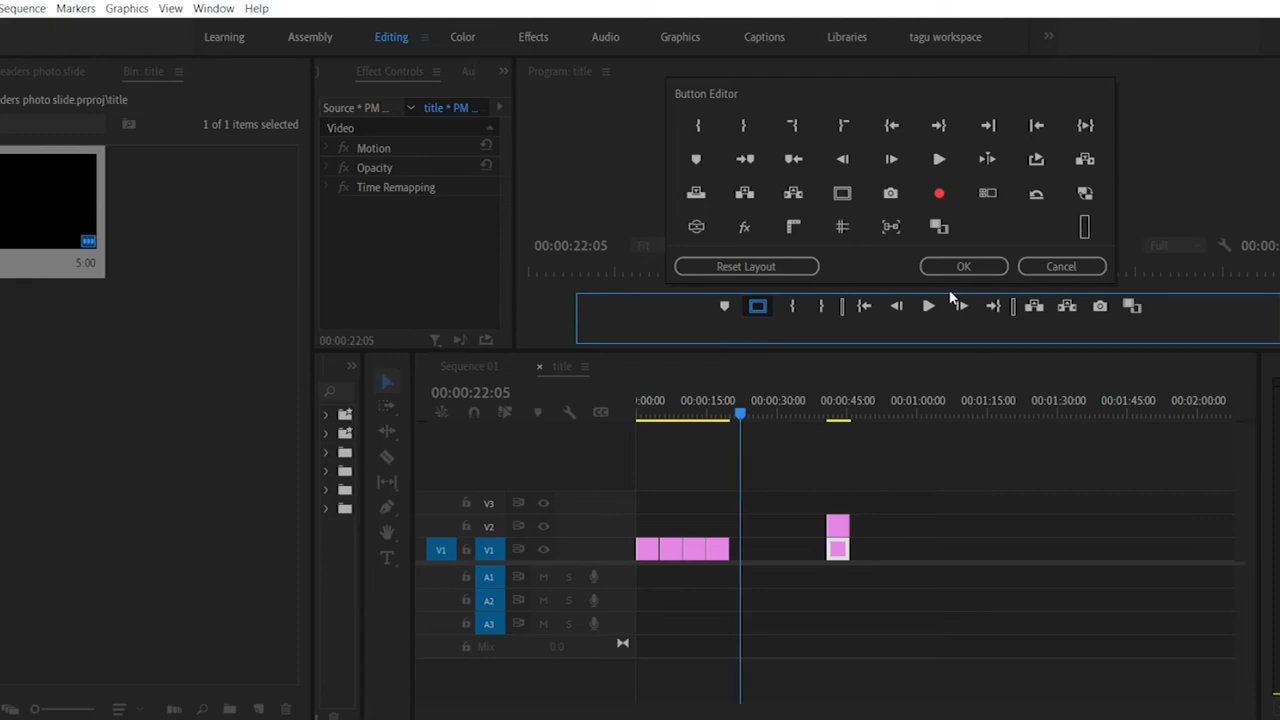 Sequence Markers Graphics View Window Help
Learning Assembly Editing Color Effects Audio Graphics Captions Libraries tagu workspace
eaders photo slide Bin: title
Effect Controls Au
Program: title
ders photo slide.prproj\title
Source * PM ... title * PM ...
Button Editor
1 of 1 items selected
Video
fx Motion
fx Opacity
fx Time Remapping
fx
00:00:22:05 Fit Full 00:00:
Reset Layout OK Cancel
5:00
00:00:22:05
Sequence 01 title
00:00:22:05
:00:00 00:00:15:00 00:00:30:00 00:00:45:00 00:01:00:00 00:01:15:00 00:01:30:00 00:01:45:00 00:02:00:00
V3
V2
V1 V1
A1 M S
A2 M S
A3 M S
Mix 0.0